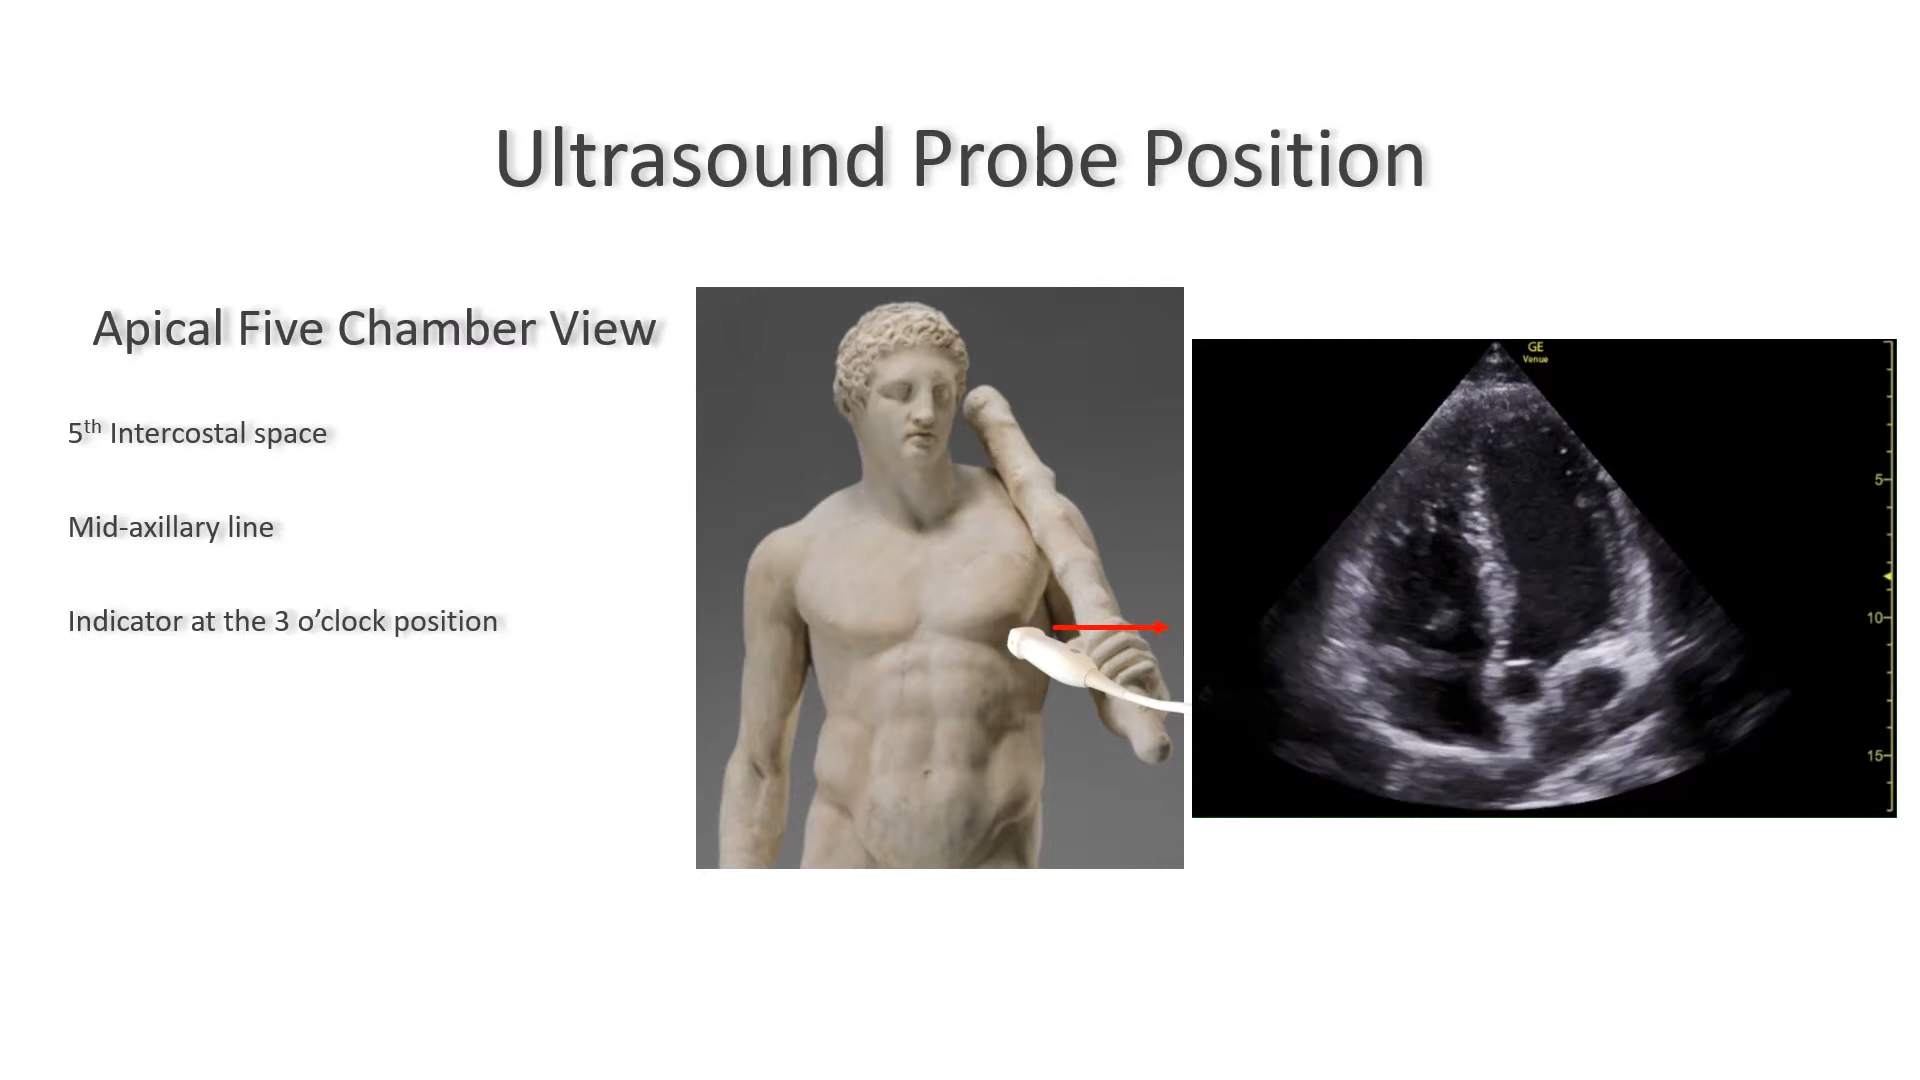 Ultrasound Probe Position
Apical Five Chamber View
5th Intercostal space
Mid-axillary line
Indicator at the 3 o’clock position
GE
Venue
5
10
15